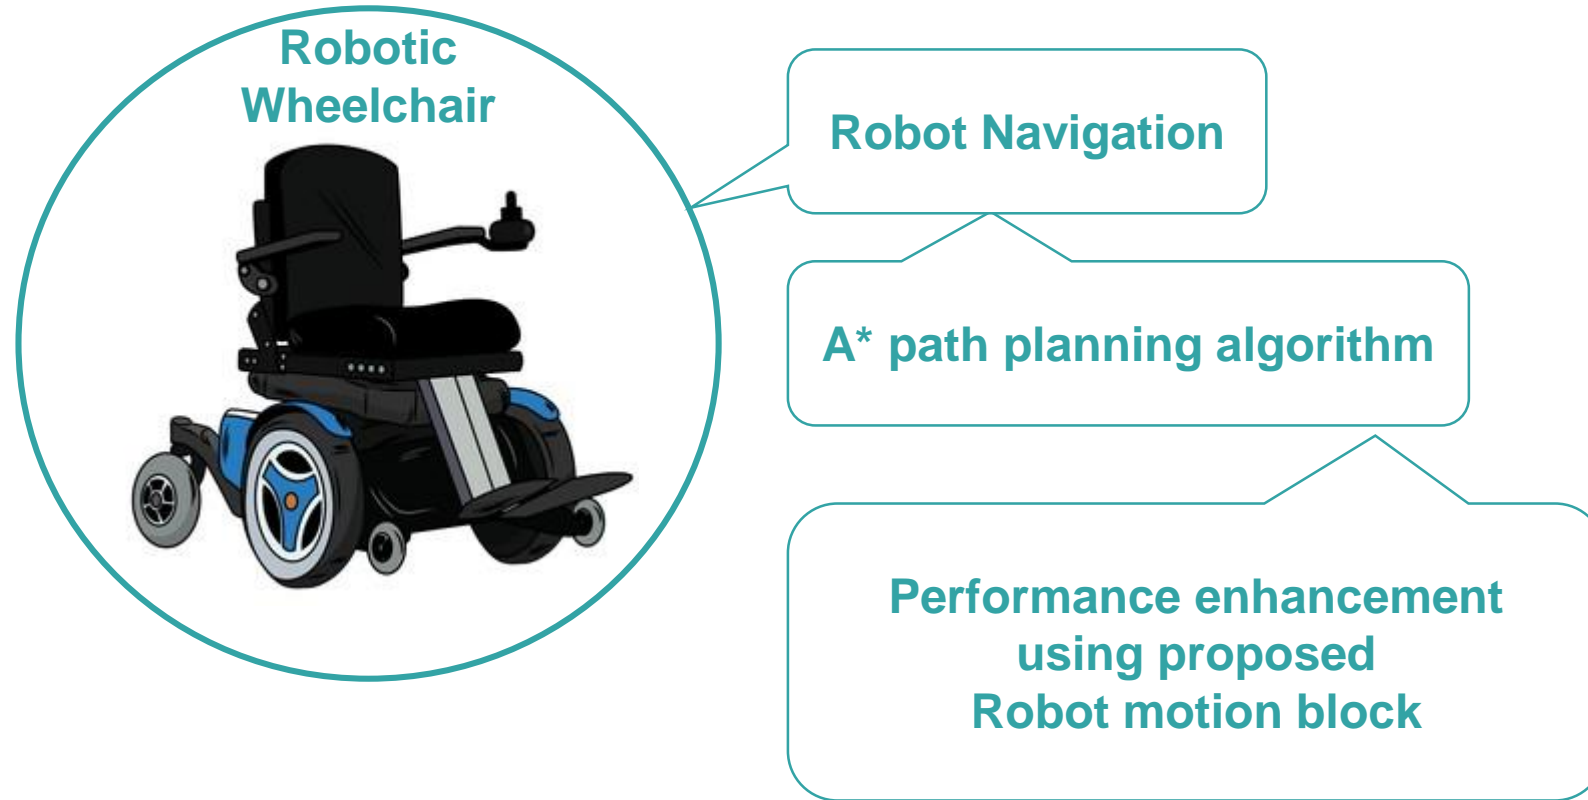 Robotic
Wheelchair
Robot Navigation
A* path planning algorithm
Performance enhancement
using proposed
Robot motion block